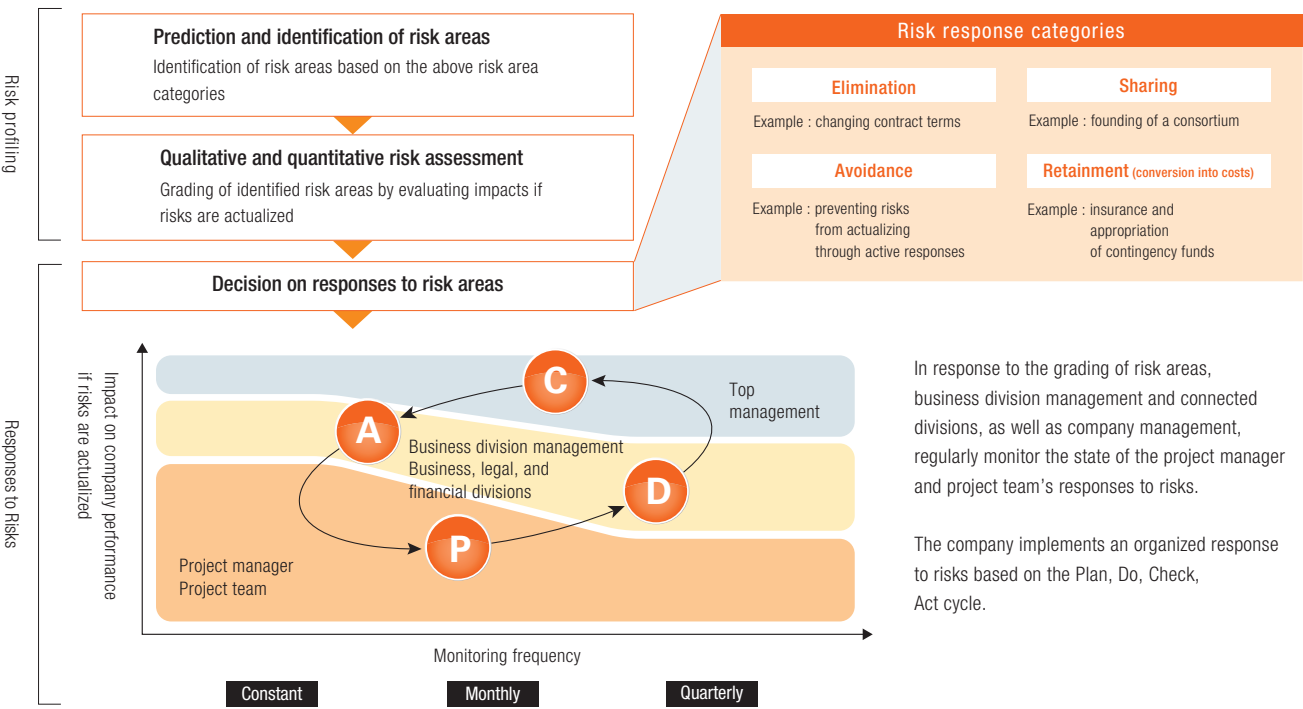 Risk profiling
Prediction and identification of risk areas
Identification of risk areas based on the above risk area
categories
Qualitative and quantitative risk assessment
Grading of identified risk areas by evaluating impacts if
risks are actualized
Responses to Risks
Decision on responses to risk areas
Risk response categories
Elimination
Example : changing contract terms
Sharing
Example : founding of a consortium
Avoidance
Example : preventing risks
from actualizing
through active responses
Retainment (conversion into costs)
Example : insurance and
appropriation
of contingency funds
Impact on company performance
if risks are actualized
C
Top
management
A
Business division management
Business, legal, and
financial divisions
D
P
Project manager
Project team
Monitoring frequency
Constant
Monthly
Quarterly
In response to the grading of risk areas,
business division management and connected
divisions, as well as company management,
regularly monitor the state of the project manager
and project team’s responses to risks.
The company implements an organized response
to risks based on the Plan, Do, Check,
Act cycle.